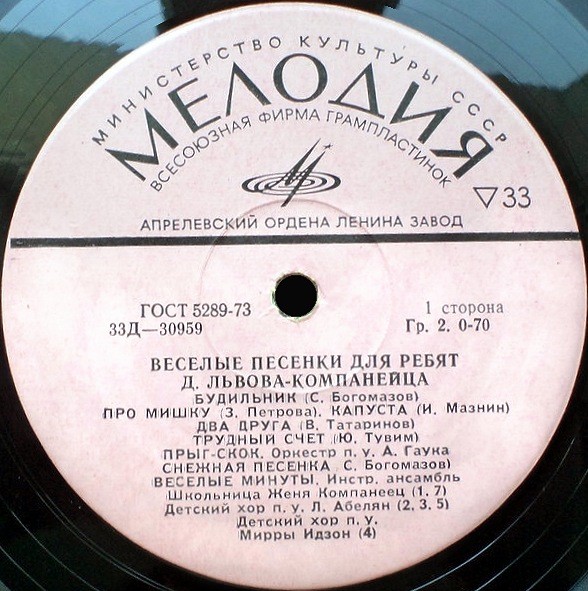 МИНИСТЕРСТВО КУЛЬТУРЫ СССР
МЕЛОДИЯ
ВСЕСОЮЗНАЯ ФИРМА ГРАМПЛАСТИНОК
▽33
АПРЕЛЕВСКИЙ ОРДЕНА ЛЕНИНА ЗАВОД
ГОСТ 5289-73
33Д—30959
1 сторона
Гр. 2. 0-70
ВЕСЕЛЫЕ ПЕСЕНКИ ДЛЯ РЕБЯТ
Д. ЛЬВОВА-КОМПАНЕЙЦА
БУДИЛЬНИК (С. Богомазов)
ПРО МИШКУ (З. Петрова), КАПУСТА (И. Мазнин)
ДВА ДРУГА (В. Татаринов)
ТРУДНЫЙ СЧЕТ (Ю. Тувим)
ПРЫГ-СКОК, Оркестр п. у. А. Гаука
СНЕЖНАЯ ПЕСЕНКА (С. Богомазов)
ВЕСЕЛЫЕ МИНУТЫ, Инстр. ансамбль
Школьница Женя Компанеец (1, 7)
Детский хор п. у. Л. Абелян (2, 3, 5)
Детский хор п. у.
Мирры Идзон (4)